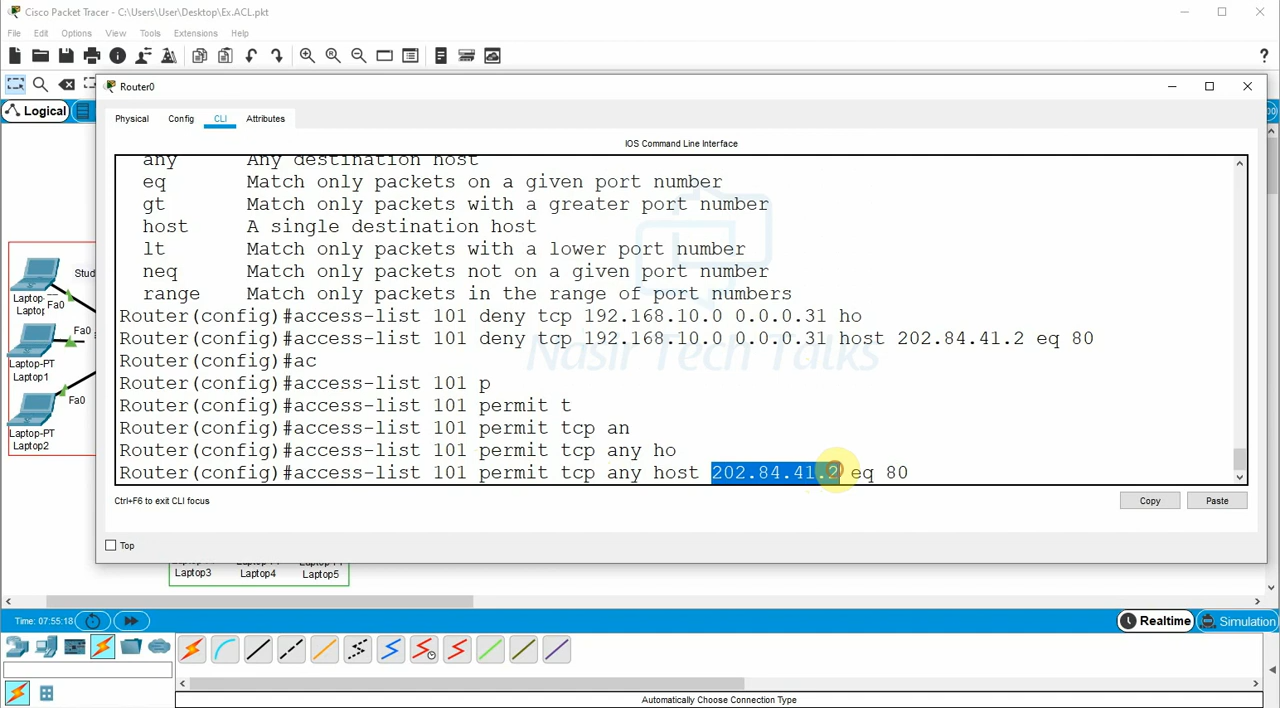 Cisco Packet Tracer - C:\Users\User\Desktop\Ex.ACL.pkt
File Edit Options View Tools Extensions Help
?
Logical
Router0
Physical Config CLI Attributes
IOS Command Line Interface
any Any destination host
eq Match only packets on a given port number
gt Match only packets with a greater port number
host A single destination host
lt Match only packets with a lower port number
neq Match only packets not on a given port number
range Match only packets in the range of port numbers
Router(config)#access-list 101 deny tcp 192.168.10.0 0.0.0.31 ho
Router(config)#access-list 101 deny tcp 192.168.10.0 0.0.0.31 host 202.84.41.2 eq 80
Router(config)#ac
Router(config)#access-list 101 p
Router(config)#access-list 101 permit t
Router(config)#access-list 101 permit tcp an
Router(config)#access-list 101 permit tcp any ho
Router(config)#access-list 101 permit tcp any host 202.84.41.2 eq 80
Nasir Tech Talks
Ctrl+F6 to exit CLI focus
Copy Paste
Top
Stud
Fa0
Fa0
Laptop-PT
Laptop1
Fa0
Laptop-PT
Laptop2
Laptop3 Laptop4 Laptop5
Time: 07:55:18
Realtime Simulation
Automatically Choose Connection Type